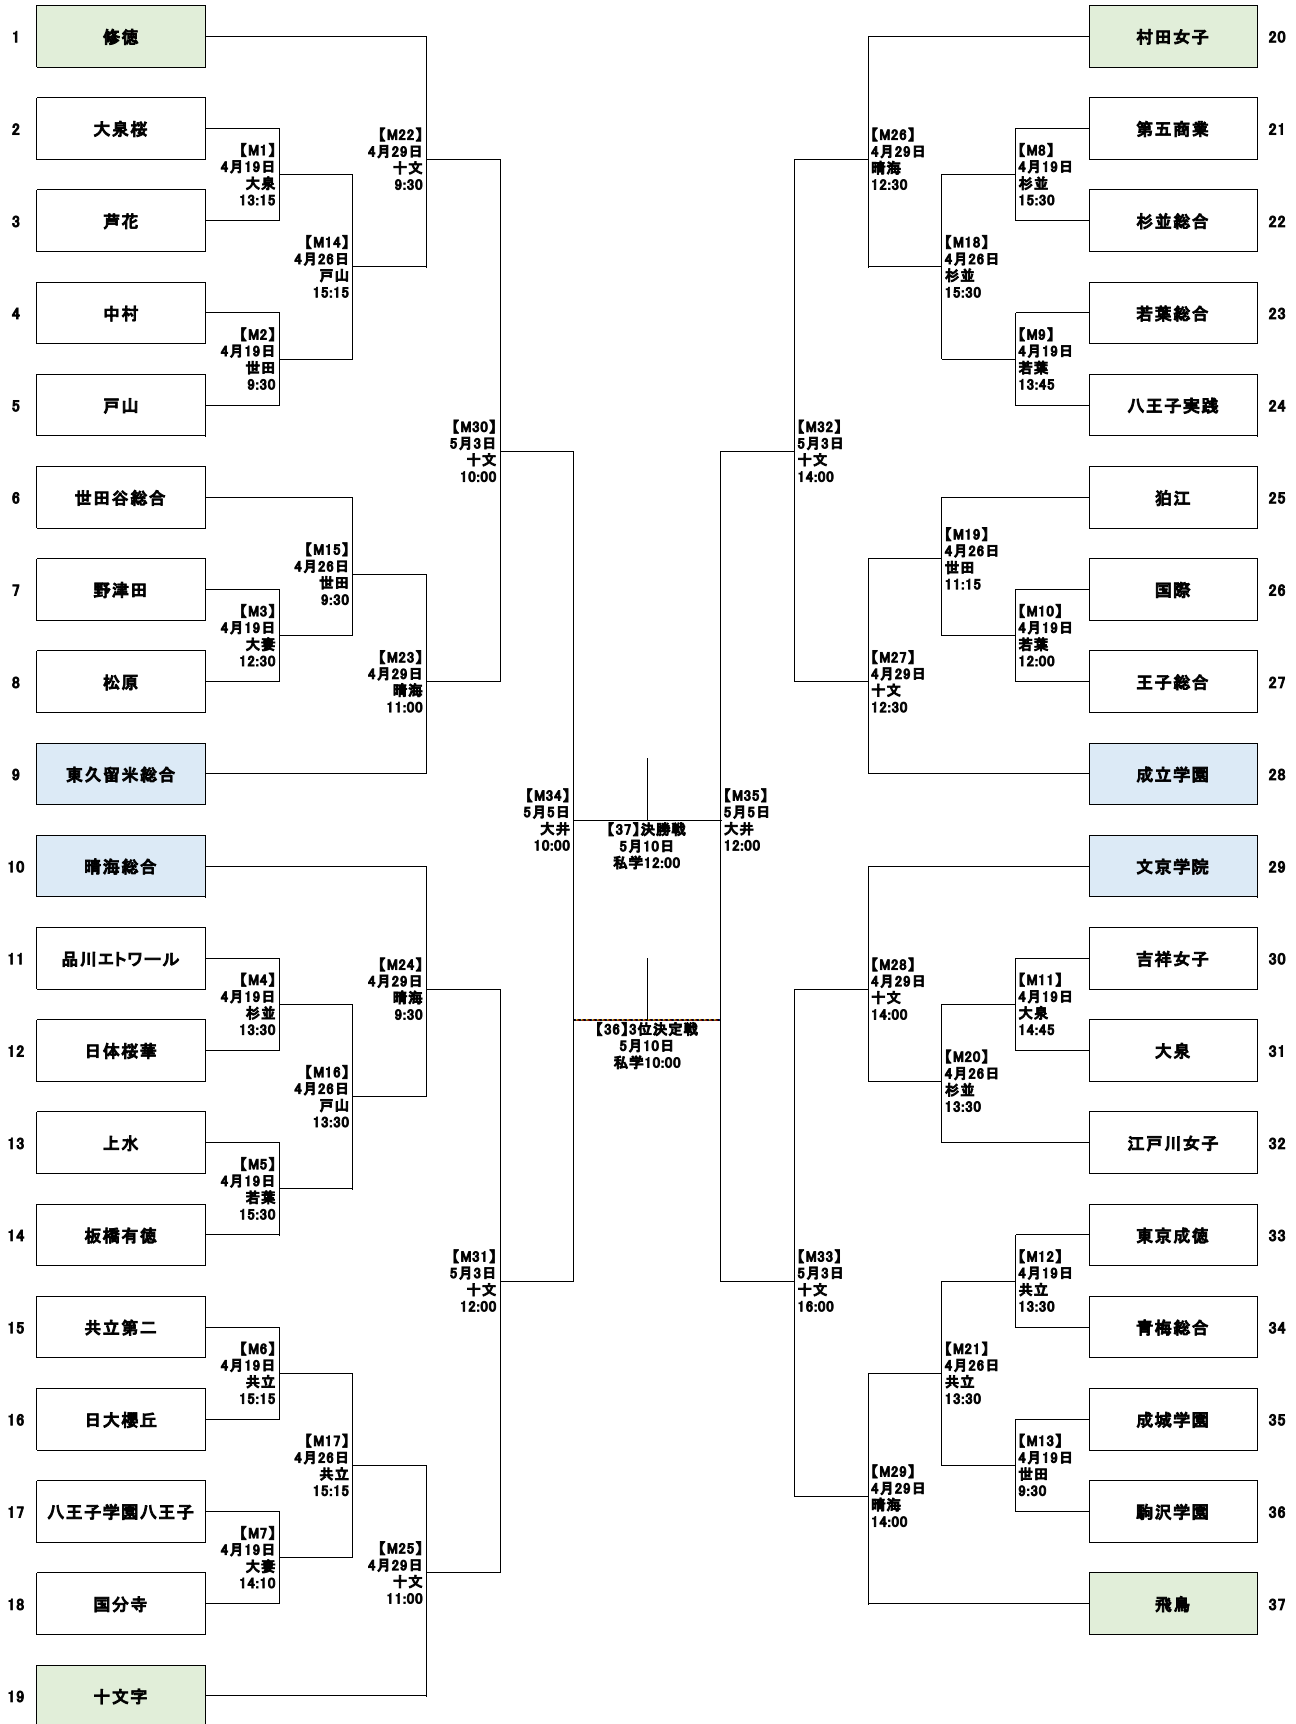 1 修徳
2 大泉桜
3 芦花
4 中村
5 戸山
6 世田谷総合
7 野津田
8 松原
9 東久留米総合
10 晴海総合
11 品川エトワール
12 日体桜華
13 上水
14 板橋有徳
15 共立第二
16 日大櫻丘
17 八王子学園八王子
18 国分寺
19 十文字
【M1】
4月19日
大泉
13:15
【M2】
4月19日
世田
9:30
【M3】
4月19日
大妻
12:30
【M4】
4月19日
杉並
13:30
【M5】
4月19日
若葉
15:30
【M6】
4月19日
共立
15:15
【M7】
4月19日
大妻
14:10
【M14】
4月26日
戸山
15:15
【M15】
4月26日
世田
9:30
【M16】
4月26日
戸山
13:30
【M17】
4月26日
共立
15:15
【M22】
4月29日
十文
9:30
【M23】
4月29日
晴海
11:00
【M24】
4月29日
晴海
9:30
【M25】
4月29日
十文
11:00
【M30】
5月3日
十文
10:00
【M31】
5月3日
十文
12:00
【M34】
5月5日
大井
10:00
【37】決勝戦
5月10日
私学12:00
【36】3位決定戦
5月10日
私学10:00
【M35】
5月5日
大井
12:00
【M32】
5月3日
十文
14:00
【M33】
5月3日
十文
16:00
【M26】
4月29日
晴海
12:30
【M27】
4月29日
十文
12:30
【M28】
4月29日
十文
14:00
【M29】
4月29日
晴海
14:00
【M18】
4月26日
杉並
15:30
【M19】
4月26日
世田
11:15
【M20】
4月26日
杉並
13:30
【M21】
4月26日
共立
13:30
【M8】
4月19日
杉並
15:30
【M9】
4月19日
若葉
13:45
【M10】
4月19日
若葉
12:00
【M11】
4月19日
大泉
14:45
【M12】
4月19日
共立
13:30
【M13】
4月19日
世田
9:30
村田女子 20
第五商業 21
杉並総合 22
若葉総合 23
八王子実践 24
狛江 25
国際 26
王子総合 27
成立学園 28
文京学院 29
吉祥女子 30
大泉 31
江戸川女子 32
東京成徳 33
青梅総合 34
成城学園 35
駒沢学園 36
飛鳥 37